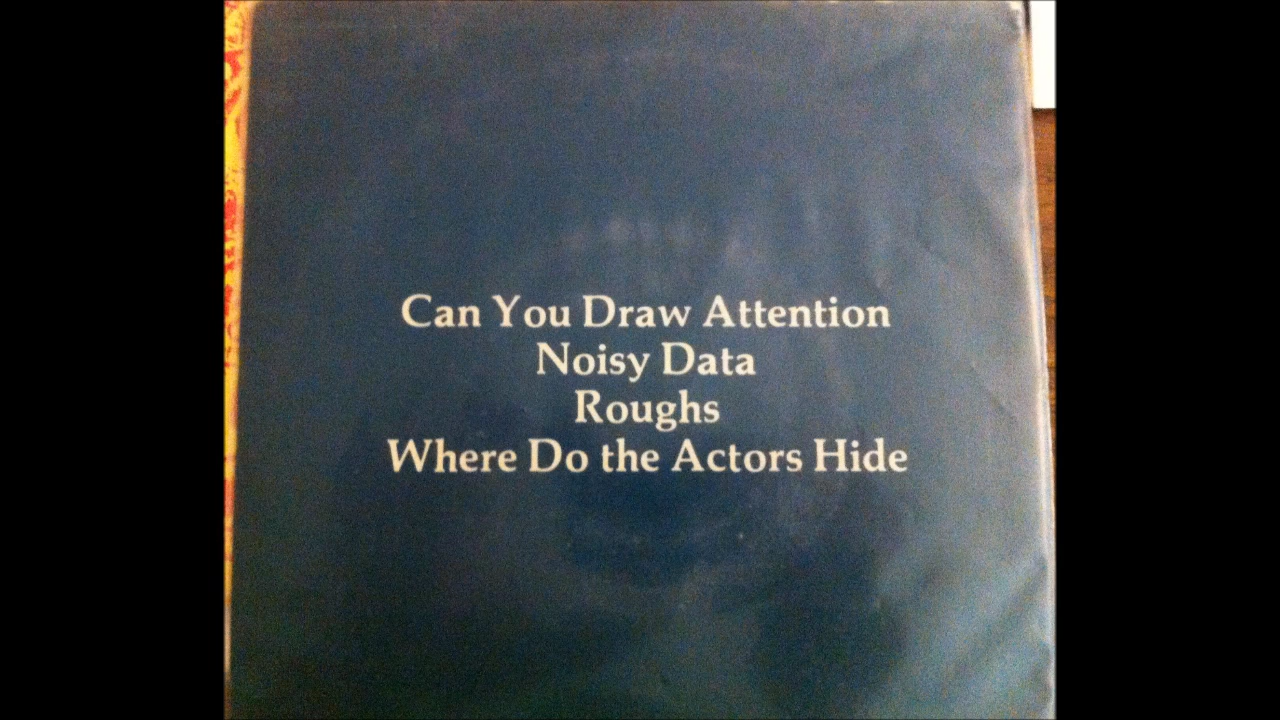 Can You Draw Attention
Noisy Data
Roughs
Where Do the Actors Hide